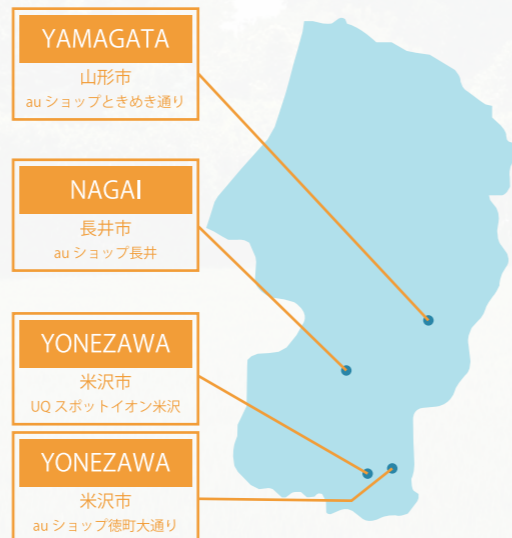 YAMAGATA
山形市
au ショップときめき通り
NAGAI
長井市
au ショップ長井
YONEZAWA
米沢市
UQ スポットイオン米沢
YONEZAWA
米沢市
au ショップ徳町大通り